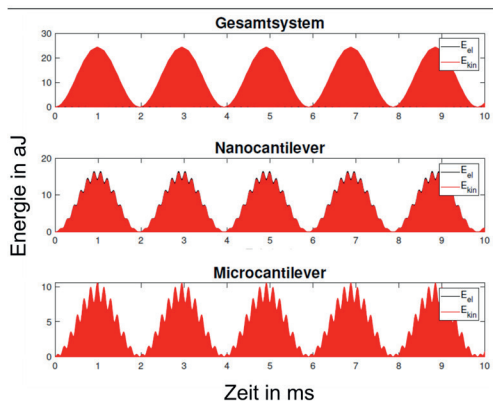 Gesamtsystem
30
20
10
0
E_el
E_kin
0 1 2 3 4 5 6 7 8 9 10
Nanocantilever
20
10
0
E_el
E_kin
0 1 2 3 4 5 6 7 8 9 10
Energie in aJ
Microcantilever
10
5
0
E_el
E_kin
0 1 2 3 4 5 6 7 8 9 10
Zeit in ms